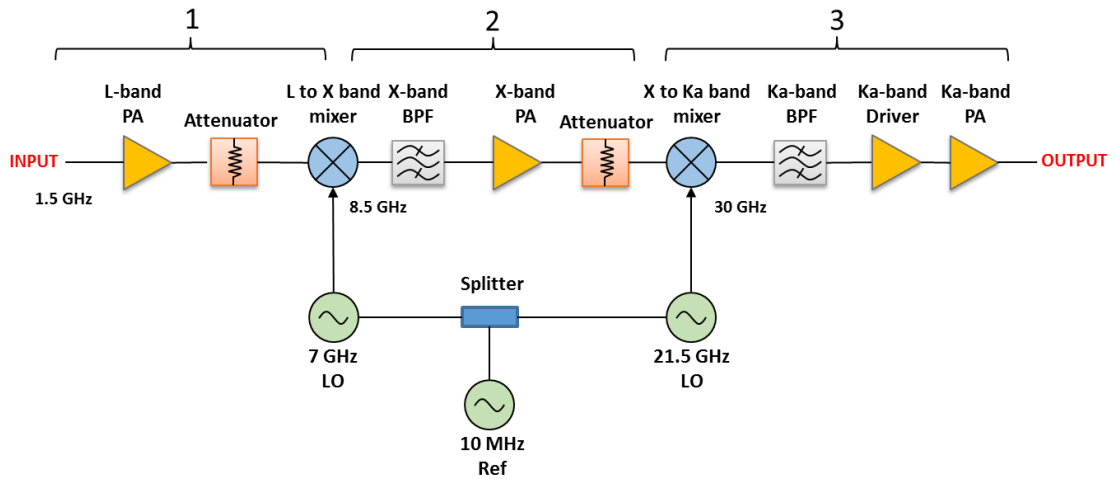 1
2
3
L-band
PA
Attenuator
L to X band
mixer
X-band
BPF
X-band
PA
Attenuator
X to Ka band
mixer
Ka-band
BPF
Ka-band
Driver
Ka-band
PA
INPUT
OUTPUT
1.5 GHz
8.5 GHz
30 GHz
Splitter
7 GHz
LO
21.5 GHz
LO
10 MHz
Ref